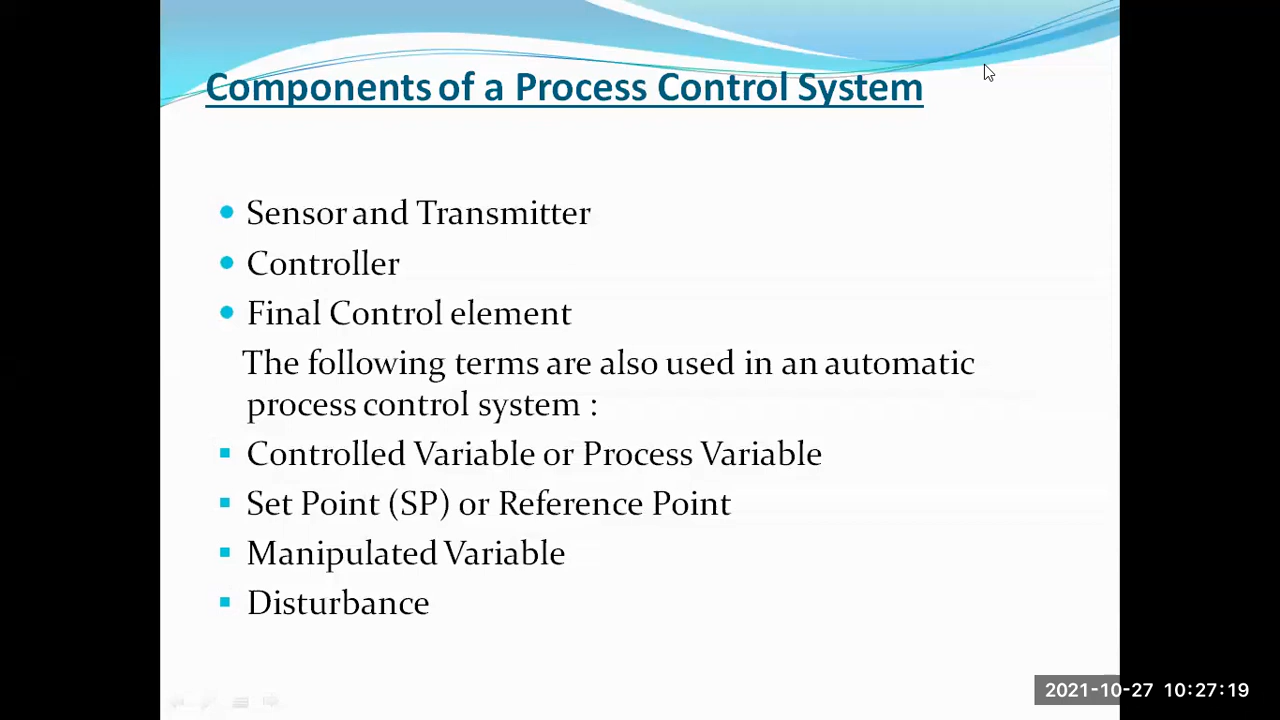 Components of a Process Control System
Sensor and Transmitter
Controller
Final Control element
The following terms are also used in an automatic
process control system :
Controlled Variable or Process Variable
Set Point (SP) or Reference Point
Manipulated Variable
Disturbance
2021-10-27 10:27:19